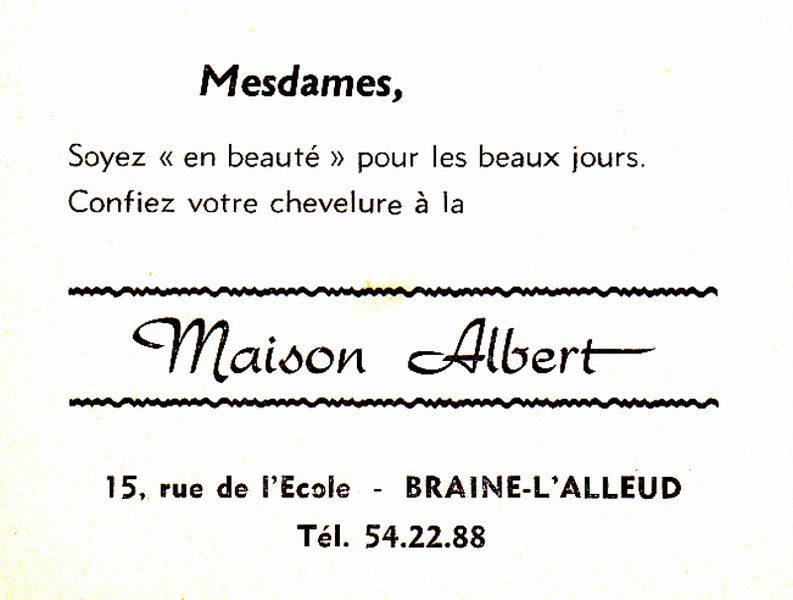 Mesdames,
Soyez « en beauté » pour les beaux jours.
Confiez votre chevelure à la
Maison Albert
15, rue de l'Ecole - BRAINE-L'ALLEUD
Tél. 54.22.88